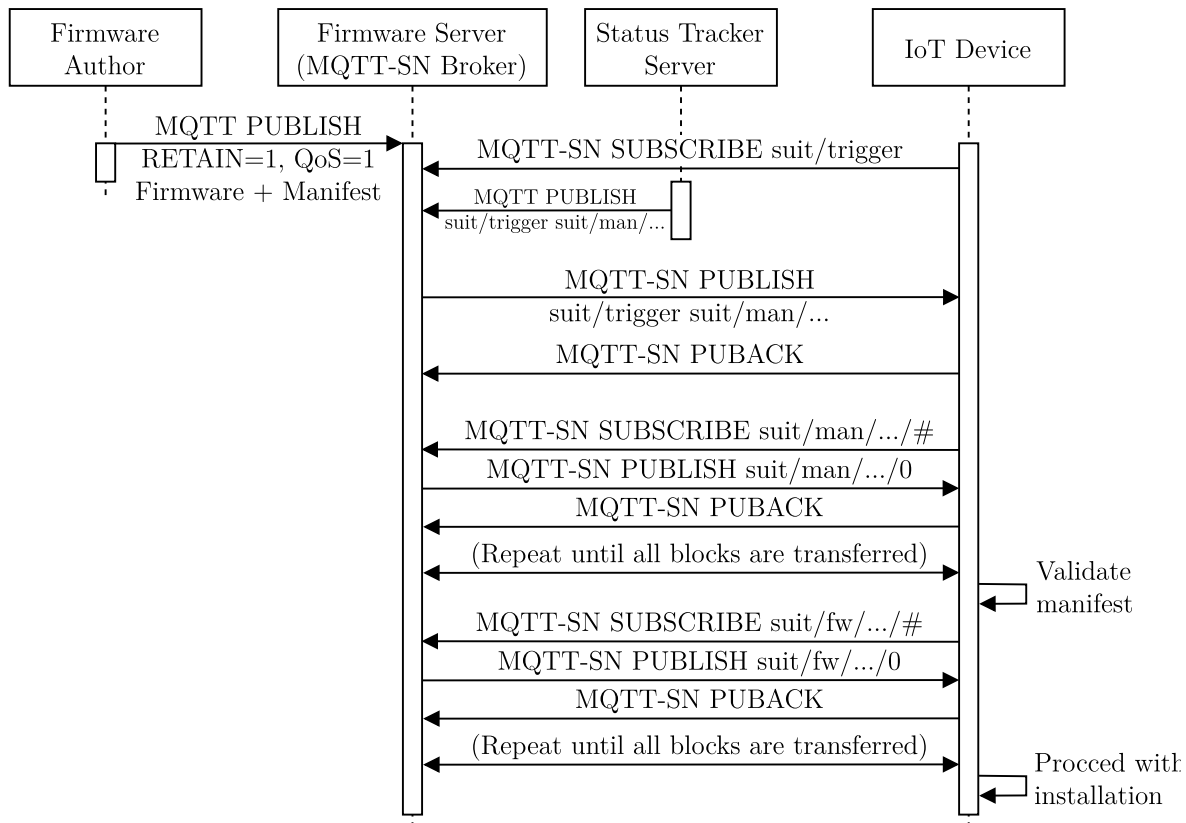 Firmware
Author
Firmware Server
(MQTT-SN Broker)
Status Tracker
Server
IoT Device
MQTT PUBLISH
RETAIN=1, QoS=1
Firmware + Manifest
MQTT-SN SUBSCRIBE suit/trigger
MQTT PUBLISH
suit/trigger suit/man/...
MQTT-SN PUBLISH
suit/trigger suit/man/...
MQTT-SN PUBACK
MQTT-SN SUBSCRIBE suit/man/.../#
MQTT-SN PUBLISH suit/man/.../0
MQTT-SN PUBACK
(Repeat until all blocks are transferred)
Validate
manifest
MQTT-SN SUBSCRIBE suit/fw/.../#
MQTT-SN PUBLISH suit/fw/.../0
MQTT-SN PUBACK
(Repeat until all blocks are transferred)
Procced with
installation